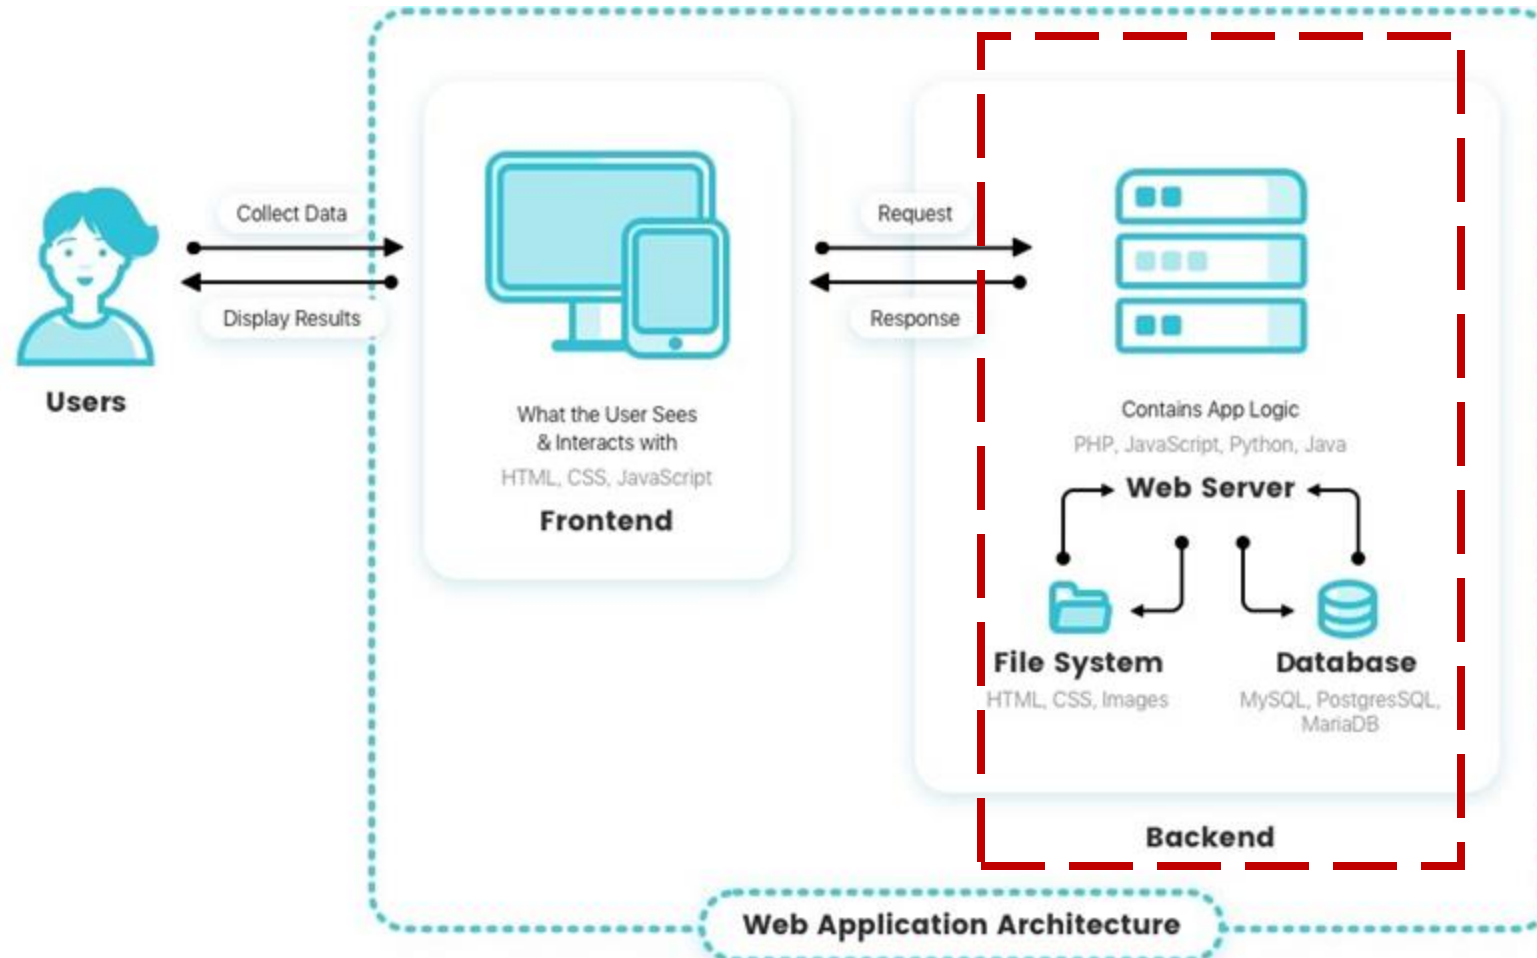 Collect Data
Display Results
Users
What the User Sees
& Interacts with
HTML, CSS, JavaScript
Frontend
Request
Response
Contains App Logic
PHP, JavaScript, Python, Java
Web Server
File System
HTML, CSS, Images
Database
MySQL, PostgresSQL,
MariaDB
Backend
Web Application Architecture